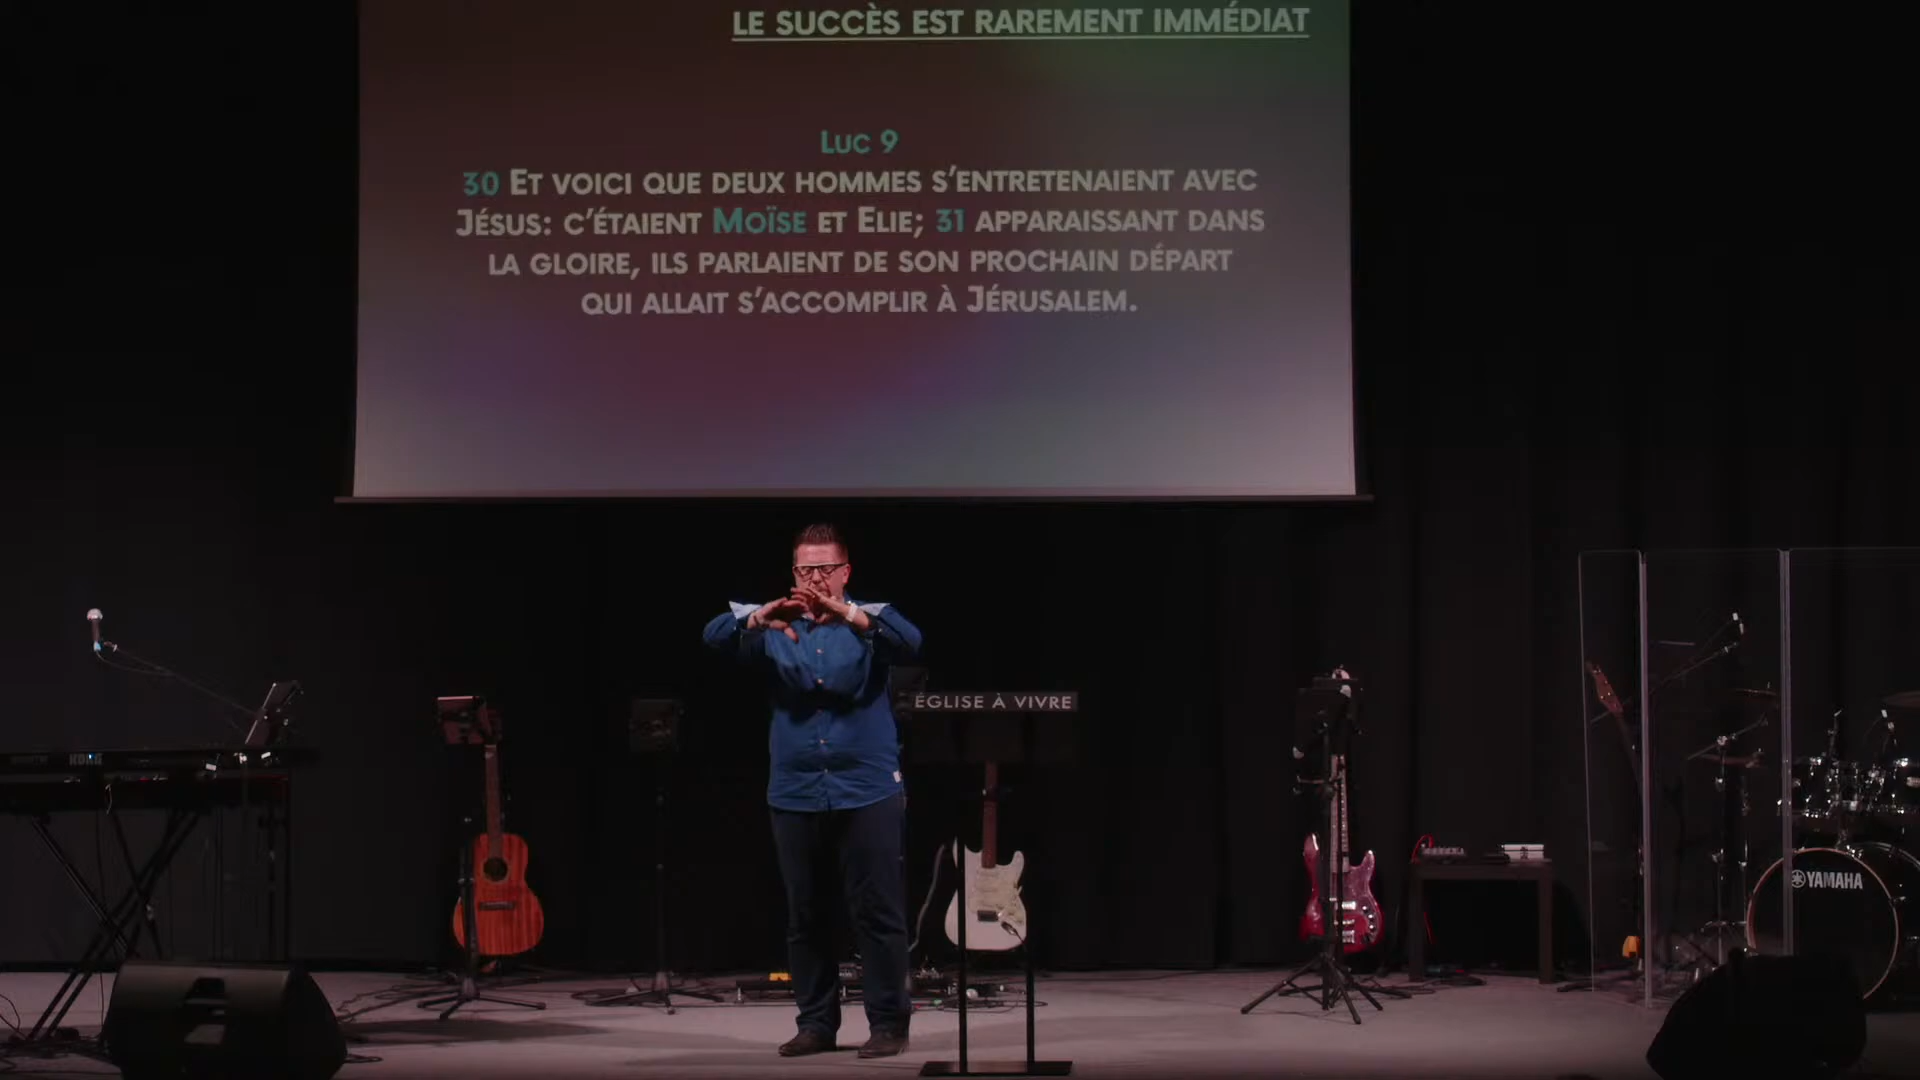 LE SUCCÈS EST RAREMENT IMMÉDIAT
LUC 9
30 ET VOICI QUE DEUX HOMMES S’ENTRETENAIENT AVEC
JÉSUS: C’ÉTAIENT MOÏSE ET ELIE; 31 APPARAISSANT DANS
LA GLOIRE, ILS PARLAIENT DE SON PROCHAIN DÉPART
QUI ALLAIT S’ACCOMPLIR À JÉRUSALEM.
ÉGLISE À VIVRE
KORG
YAMAHA